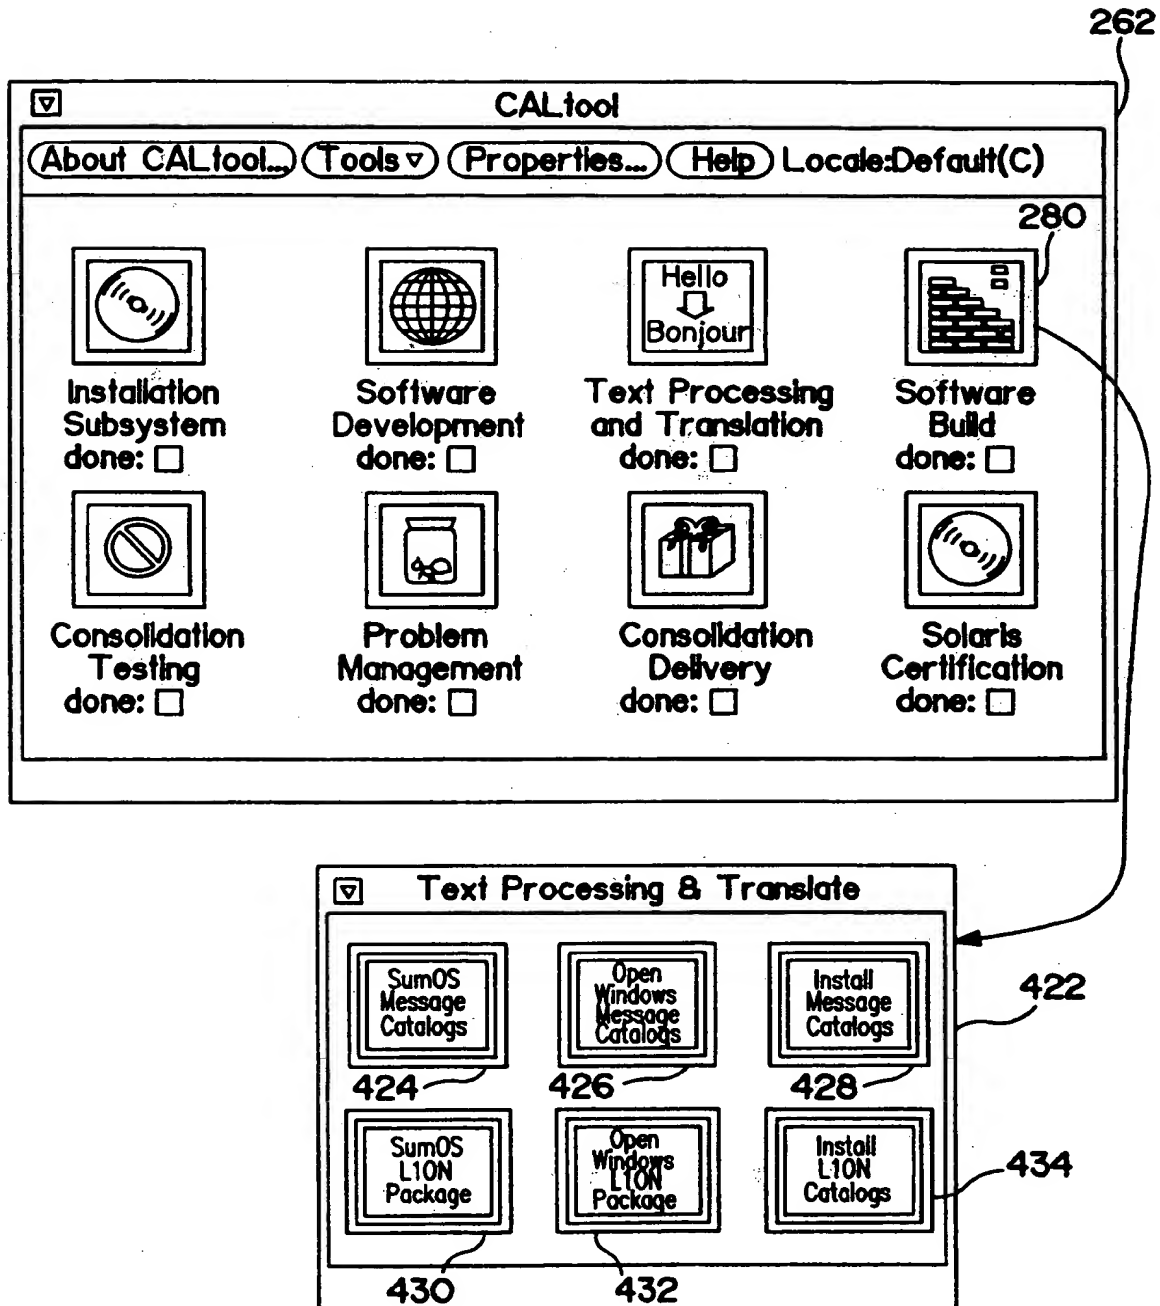 262
CALtool
About CALtool... Tools Properties... Help Locale:Default(C)
280
Hello
Bonjour
Installation
Subsystem
done:
Software
Development
done:
Text Processing
and Translation
done:
Software
Build
done:
Consolidation
Testing
done:
Problem
Management
done:
Consolidation
Delivery
done:
Solaris
Certification
done:
Text Processing & Translate
SumOS
Message
Catalogs
Open
Windows
Message
Catalogs
Install
Message
Catalogs
422
424
426
428
SumOS
L10N
Package
Open
Windows
L10N
Package
Install
L10N
Catalogs
434
430
432